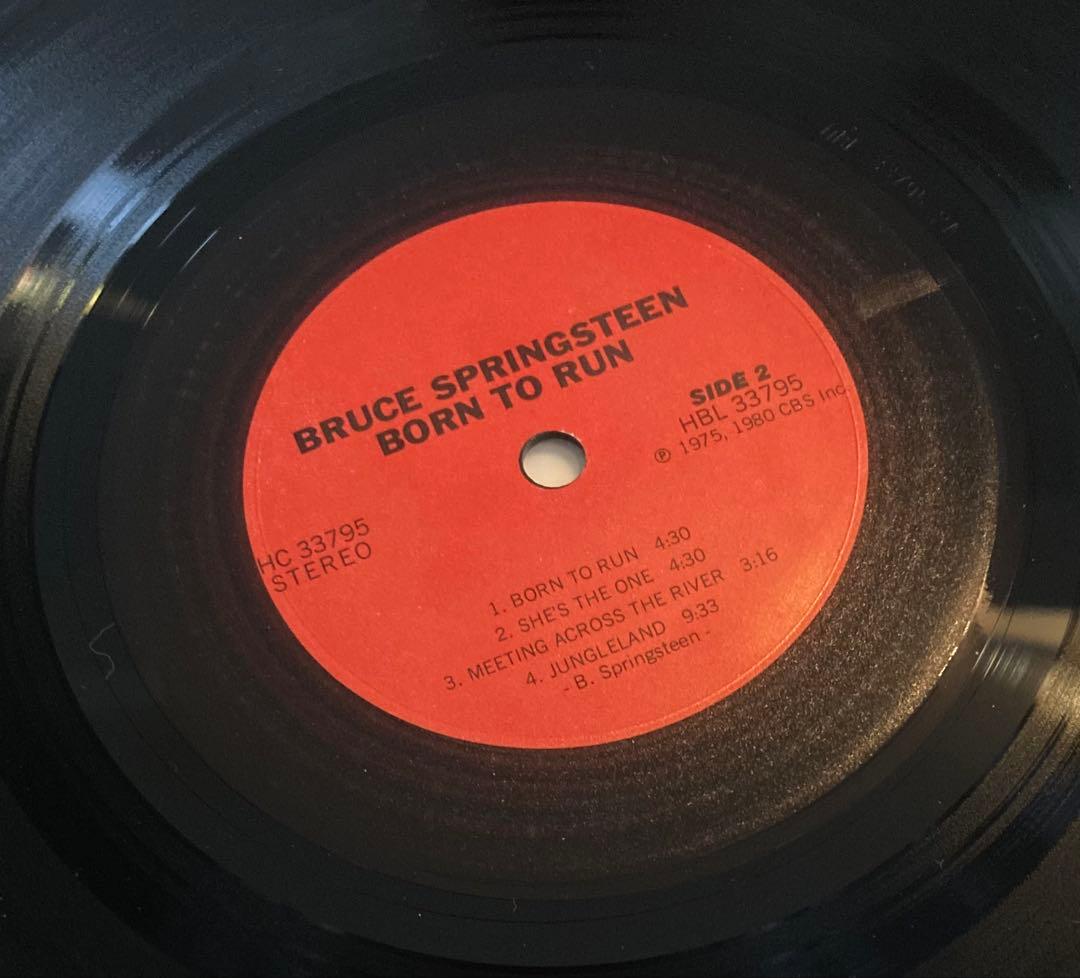 BRUCE SPRINGSTEEN
BORN TO RUN
SIDE 2
HBL 33795
℗ 1975, 1980 CBS Inc.
HC 33795
STEREO
1. BORN TO RUN 4:30
2. SHE'S THE ONE 4:30
3. MEETING ACROSS THE RIVER 3:16
4. JUNGLELAND 9:33
- B. Springsteen -